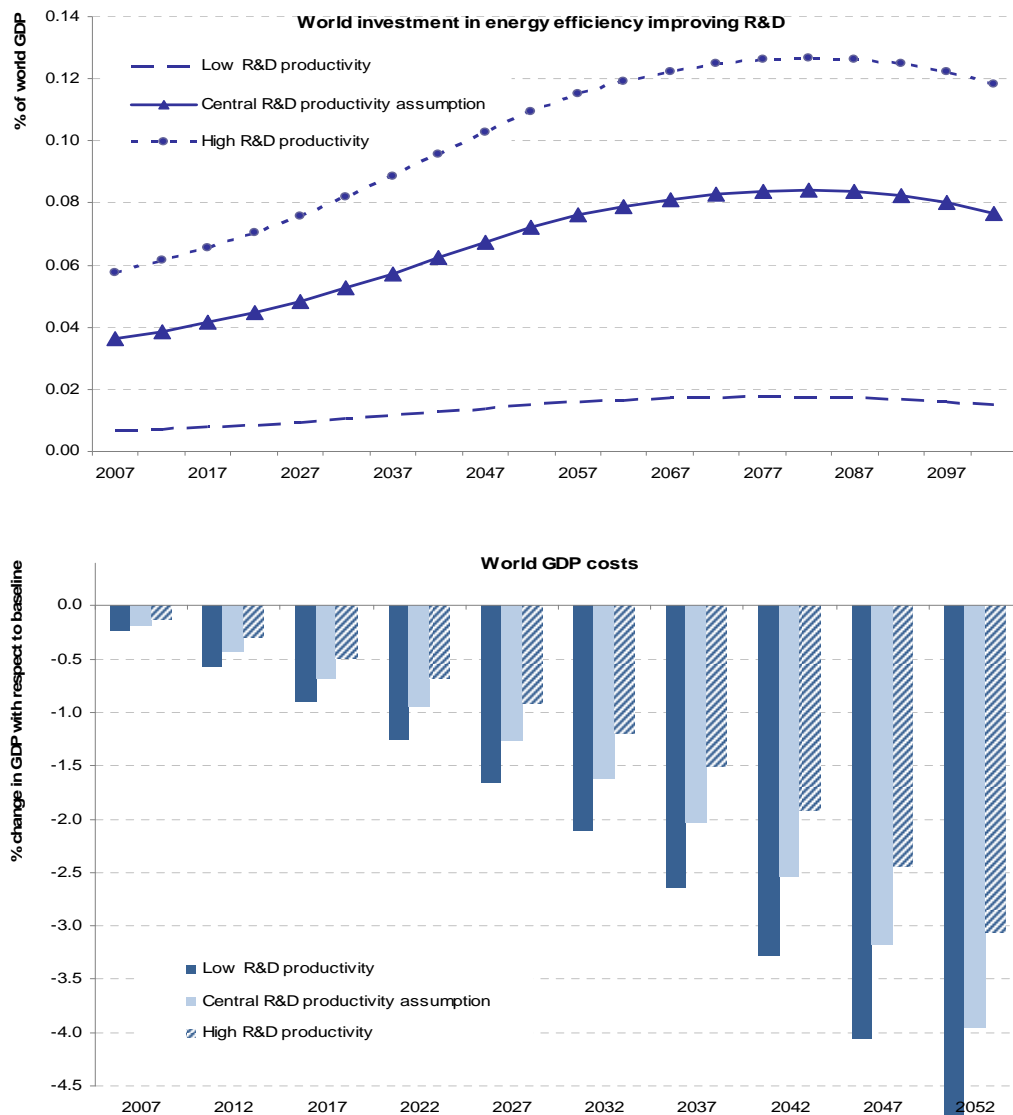 World investment in energy efficiency improving R&D
% of world GDP
0.14
0.12
0.10
0.08
0.06
0.04
0.02
0.00
Low R&D productivity
Central R&D productivity assumption
High R&D productivity
2007 2017 2027 2037 2047 2057 2067 2077 2087 2097
World GDP costs
% change in GDP with respect to baseline
0.0
-0.5
-1.0
-1.5
-2.0
-2.5
-3.0
-3.5
-4.0
-4.5
Low R&D productivity
Central R&D productivity assumption
High R&D productivity
2007 2012 2017 2022 2027 2032 2037 2042 2047 2052